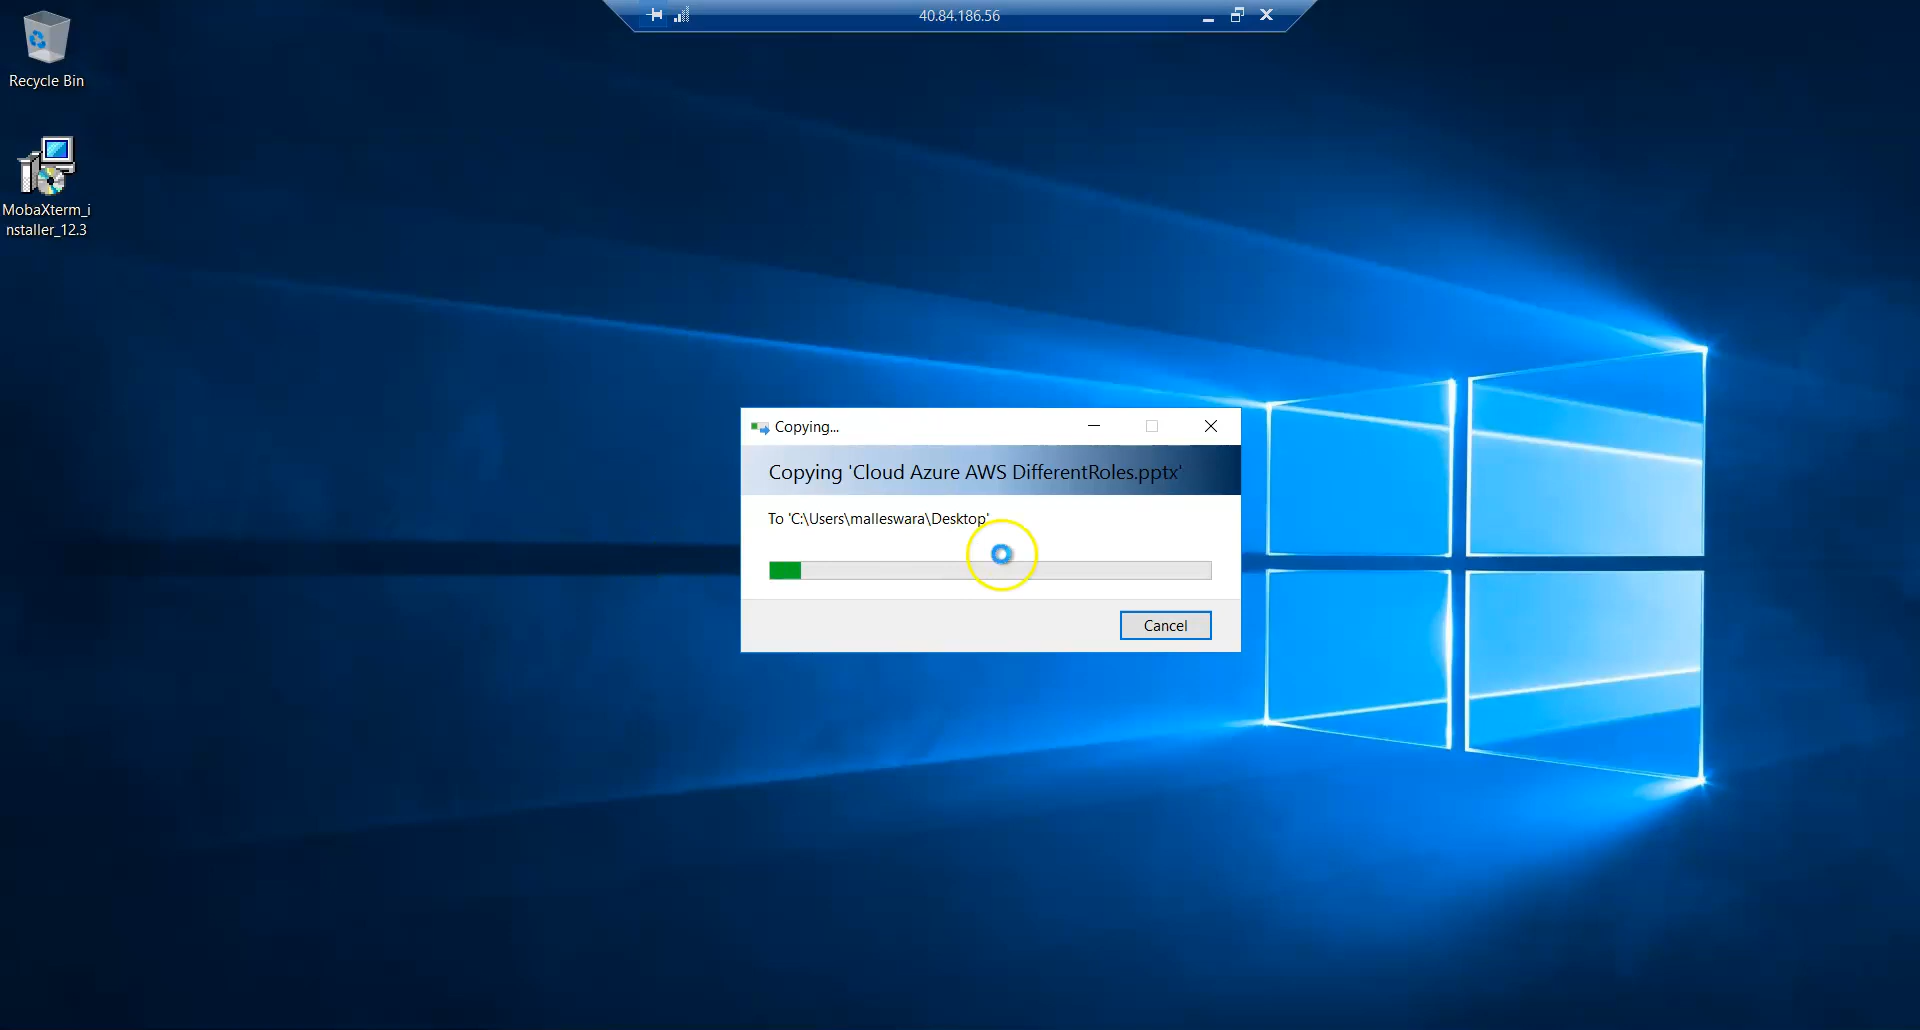 40.84.186.56
Recycle Bin
MobaXterm_i
nstaller_12.3
Copying...
Copying 'Cloud Azure AWS DifferentRoles.pptx'
To 'C:\Users\malleswara\Desktop'
Cancel